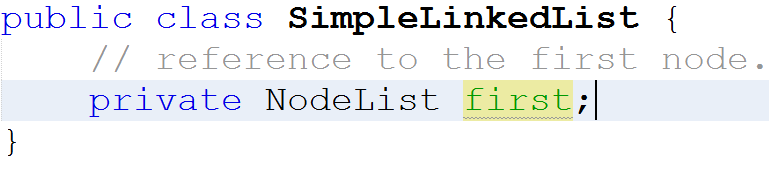 public class SimpleLinkedList {
// reference to the first node.
private NodeList first;
}